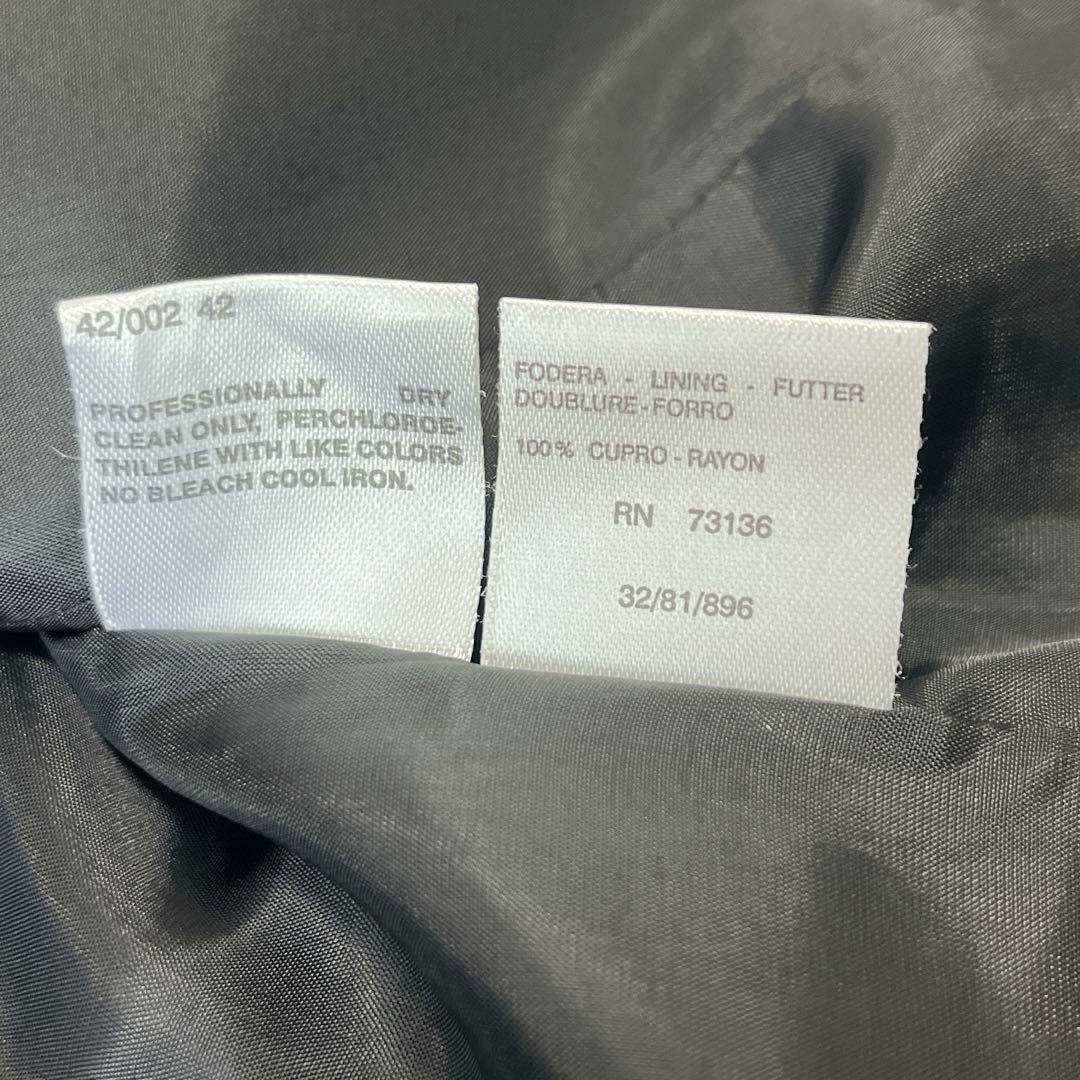 42/002 42
PROFESSIONALLY DRY
CLEAN ONLY, PERCHLOROE-
THILENE WITH LIKE COLORS
NO BLEACH COOL IRON.
FODERA - LINING - FUTTER
DOUBLURE-FORRO
100% CUPRO-RAYON
RN 73136
32/81/896